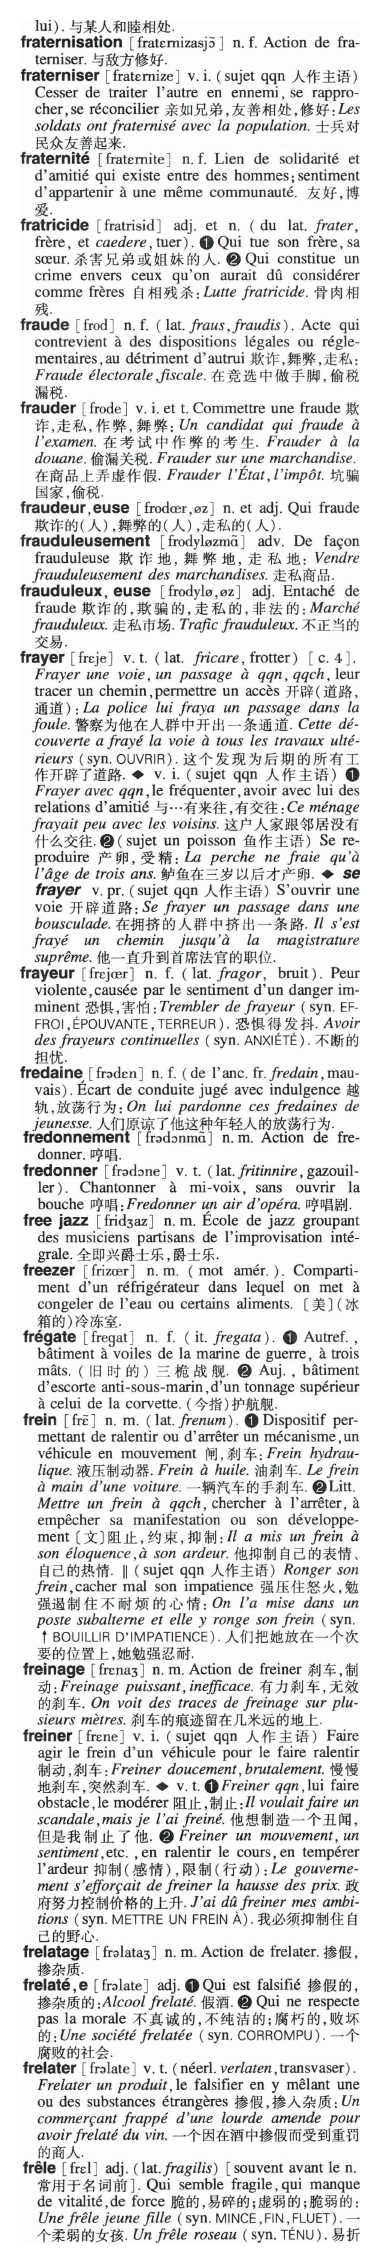 lui). 与某人和睦相处.
fraternisation [fratɛrnizasjɔ̃] n. f. Action de fra-
terniser. 与敌方修好.
fraterniser [fratɛrnize] v. i. (sujet qqn 人作主语)
Cesser de traiter l'autre en ennemi, se rappro-
cher, se réconcilier 亲如兄弟,友善相处,修好: Les
soldats ont fraternisé avec la population. 士兵对
民众友善起来.
fraternité [fratɛrnite] n. f. Lien de solidarité et
d'amitié qui existe entre des hommes; sentiment
d'appartenir à une même communauté. 友好,博
爱.
fratricide [fratrisid] adj. et n. (du lat. frater,
frère, et caedere, tuer). ❶ Qui tue son frère, sa
sœur. 杀害兄弟或姐妹的人. ❷ Qui constitue un
crime envers ceux qu'on aurait dû considérer
comme frères 自相残杀: Lutte fratricide. 骨肉相
残.
fraude [frod] n. f. (lat. fraus, fraudis). Acte qui
contrevient à des dispositions légales ou régle-
mentaires, au détriment d'autrui 欺诈,舞弊,走私:
Fraude électorale, fiscale. 在竞选中做手脚,偷税
漏税.
frauder [frode] v. i. et t. Commettre une fraude 欺
诈,走私,作弊,舞弊: Un candidat qui fraude à
l'examen. 在考试中作弊的考生. Frauder à la
douane. 偷漏关税. Frauder sur une marchandise.
在商品上弄虚作假. Frauder l'État, l'impôt. 坑骗
国家,偷税.
fraudeur, euse [frodœr, øz] n. et adj. Qui fraude
欺诈的(人),舞弊的(人),走私的(人).
frauduleusement [frodyløzmɑ̃] adv. De façon
frauduleuse 欺诈地,舞弊地,走私地: Vendre
frauduleusement des marchandises. 走私商品.
frauduleux, euse [frodylø, øz] adj. Entaché de
fraude 欺诈的,欺骗的,走私的,非法的: Marché
frauduleux. 走私市场. Trafic frauduleux. 不正当的
交易.
frayer [frɛje] v. t. (lat. fricare, frotter) [c. 4].
Frayer une voie, un passage à qqn, qqch, leur
tracer un chemin, permettre un accès 开辟(道路,
通道): La police lui fraya un passage dans la
foule. 警察为他在人群中开出一条通道. Cette dé-
couverte a frayé la voie à tous les travaux ulté-
rieurs (syn. OUVRIR). 这个发现为后期的所有工
作开辟了道路. ◆ v. i. (sujet qqn 人作主语) ❶
Frayer avec qqn, le fréquenter, avoir avec lui des
relations d'amitié 与…有来往,有交往: Ce ménage
frayait peu avec les voisins. 这户人家跟邻居没有
什么交往. ❷ (sujet un poisson 鱼作主语) Se re-
produire 产卵,受精: La perche ne fraie qu'à
l'âge de trois ans. 鲈鱼在三岁以后才产卵. ◆ se
frayer v. pr. (sujet qqn 人作主语) S'ouvrir une
voie 开辟道路: Se frayer un passage dans une
bousculade. 在拥挤的人群中挤出一条路. Il s'est
frayé un chemin jusqu'à la magistrature
suprême. 他一直升到首席法官的职位.
frayeur [frɛjœr] n. f. (lat. fragor, bruit). Peur
violente, causée par le sentiment d'un danger im-
minent 恐惧,害怕: Trembler de frayeur (syn. EF-
FROI, ÉPOUVANTE, TERREUR). 恐惧得发抖. Avoir
des frayeurs continuelles (syn. ANXIÉTÉ). 不断的
担忧.
fredaine [frədɛn] n. f. (de l'anc. fr. fredain, mau-
vais). Écart de conduite jugé avec indulgence 越
轨,放荡行为: On lui pardonne ces fredaines de
jeunesse. 人们原谅了他这种年轻人的放荡行为.
fredonnement [frədɔnmɑ̃] n. m. Action de fre-
donner. 哼唱.
fredonner [frədɔne] v. t. (lat. fritinnire, gazouil-
ler). Chantonner à mi-voix, sans ouvrir la
bouche 哼唱: Fredonner un air d'opéra. 哼唱剧.
free jazz [fridʒaz] n. m. École de jazz groupant
des musiciens partisans de l'improvisation inté-
grale. 全即兴爵士乐,爵士乐.
freezer [frizœr] n. m. (mot amér.). Comparti-
ment d'un réfrigérateur dans lequel on met à
congeler de l'eau ou certains aliments. 〔美〕(冰
箱的)冷冻室.
frégate [fregat] n. f. (it. fregata). ❶ Autref.,
bâtiment à voiles de la marine de guerre, à trois
mâts. (旧时的)三桅战舰. ❷ Auj., bâtiment
d'escorte anti-sous-marin, d'un tonnage supérieur
à celui de la corvette. (今指)护航舰.
frein [frɛ̃] n. m. (lat. frenum). ❶ Dispositif per-
mettant de ralentir ou d'arrêter un mécanisme, un
véhicule en mouvement 闸,刹车: Frein hydrau-
lique. 液压制动器. Frein à huile. 油刹车. Le frein
à main d'une voiture. 一辆汽车的手刹车. ❷ Litt.
Mettre un frein à qqch, chercher à l'arrêter, à
empêcher sa manifestation ou son développe-
ment〔文〕阻止,约束,抑制: Il a mis un frein à
son éloquence, à son ardeur. 他抑制自己的表情、
自己的热情. ‖ (sujet qqn 人作主语) Ronger son
frein, cacher mal son impatience 强压住怒火,勉
强遏制住不耐烦的心情: On l'a mise dans un
poste subalterne et elle y ronge son frein (syn.
↑ BOUILLIR D'IMPATIENCE). 人们把她放在一个次
要的位置上,她勉强忍耐.
freinage [frɛnaʒ] n. m. Action de freiner 刹车,制
动: Freinage puissant, inefficace. 有力刹车,无效
的刹车. On voit des traces de freinage sur plu-
sieurs mètres. 刹车的痕迹留在几米远的地上.
freiner [frɛne] v. i. (sujet qqn 人作主语) Faire
agir le frein d'un véhicule pour le faire ralentir
制动,刹车: Freiner doucement, brutalement. 慢慢
地刹车,突然刹车. ◆ v. t. ❶ Freiner qqn, lui faire
obstacle, le modérer 阻止,制止: Il voulait faire un
scandale, mais je l'ai freiné. 他想制造一个丑闻,
但是我制止了他. ❷ Freiner un mouvement, un
sentiment, etc., en ralentir le cours, en tempérer
l'ardeur 抑制(感情),限制(行动): Le gouverne-
ment s'efforçait de freiner la hausse des prix. 政
府努力控制价格的上升. J'ai dû freiner mes ambi-
tions (syn. METTRE UN FREIN À). 我必须抑制住自
己的野心.
frelatage [frəlataʒ] n. m. Action de frelater. 掺假,
掺杂质.
frelaté, e [frəlate] adj. ❶ Qui est falsifié 掺假的,
掺杂质的: Alcool frelaté. 假酒. ❷ Qui ne respecte
pas la morale 不真诚的,不纯洁的;腐朽的,败坏
的: Une société frelatée (syn. CORROMPU). 一个
腐败的社会.
frelater [frəlate] v. t. (néerl. verlaten, transvaser).
Frelater un produit, le falsifier en y mêlant une
ou des substances étrangères 掺假,掺入杂质: Un
commerçant frappé d'une lourde amende pour
avoir frelaté du vin. 一个因在酒中掺假而受到重罚
的商人.
frêle [frɛl] adj. (lat. fragilis) [souvent avant le n.
常用于名词前]. Qui semble fragile, qui manque
de vitalité, de force 脆的,易碎的;虚弱的;脆弱的:
Une frêle jeune fille (syn. MINCE, FIN, FLUET). 一
个柔弱的女孩. Un frêle roseau (syn. TÉNU). 易折